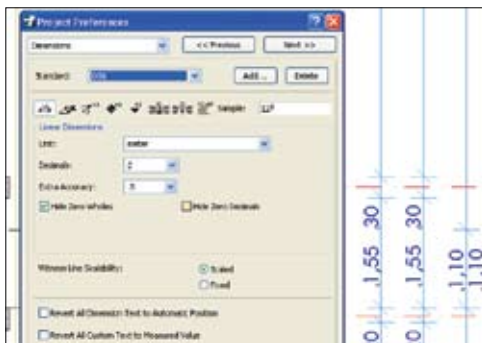 Project Preferences
Dimensions
<< Previous
Next >>
Standard:
Add...
Delete
Sample:
Linear Dimensions
Unit:
meter
Decimals:
2
Extra Accuracy:
Hide Zero Wholes
Hide Zero Decimals
Witness Line Scalability:
Scaled
Fixed
Revert All Dimension Text to Automatic Position
Revert All Custom Text to Measured Value
1,55
30
1,55
30
1,10
1,10